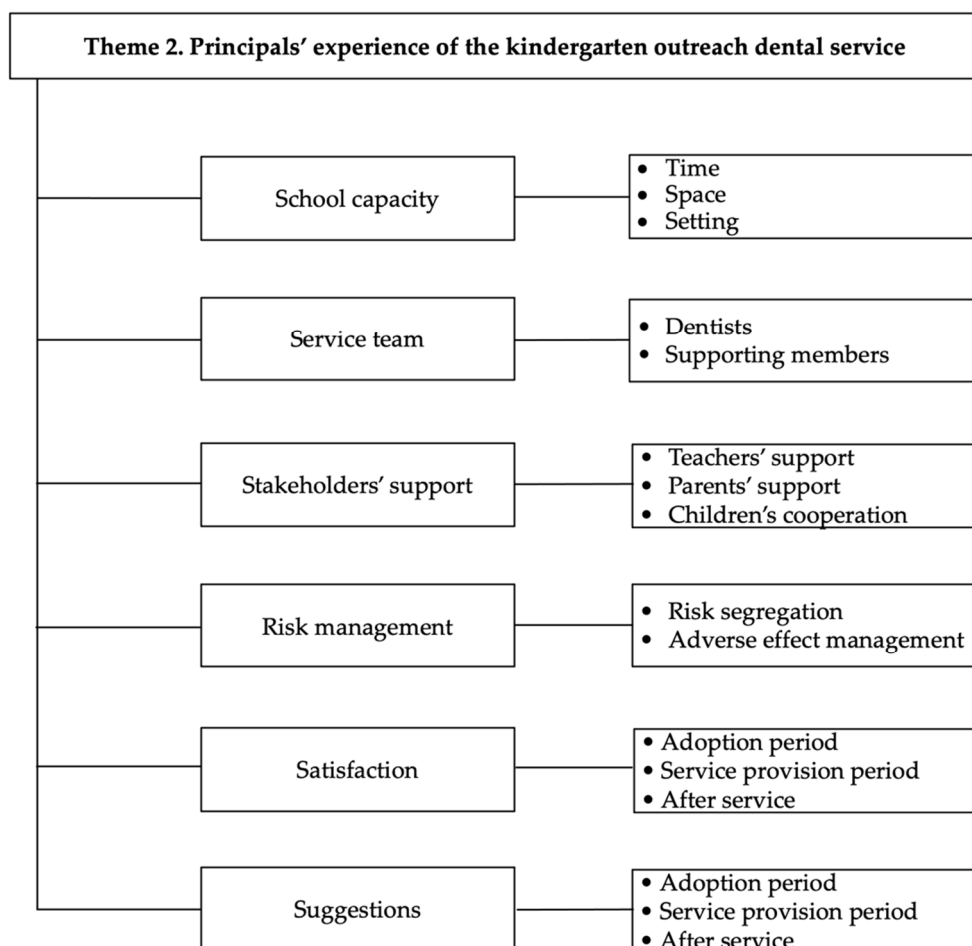 Theme 2. Principals’ experience of the kindergarten outreach dental service
School capacity
• Time
• Space
• Setting
Service team
• Dentists
• Supporting members
Stakeholders’ support
• Teachers’ support
• Parents’ support
• Children’s cooperation
Risk management
• Risk segregation
• Adverse effect management
Satisfaction
• Adoption period
• Service provision period
• After service
Suggestions
• Adoption period
• Service provision period
• After service